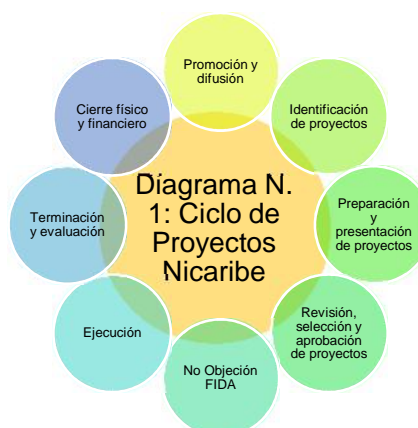 Promoción y
difusión
Identificación
de proyectos
Preparación
y
presentación
de proyectos
Revisión,
selección y
aprobación
de proyectos
No Objeción
FIDA
Ejecución
Terminación
y evaluación
Cierre físico
y financiero
Diagrama N.
1: Ciclo de
Proyectos
Nicaribe